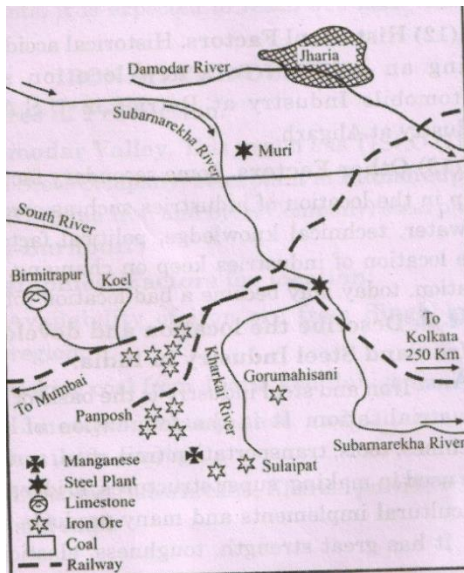 Jharia
Damodar River
Subarnarekha River
Muri
South River
Birmitrapur
Koel
To
Kolkata
250 Km
To Mumbai
Kharkai River
Gorumahisani
Panposh
Subarnarekha River
Sulaipat
Manganese
Steel Plant
Limestone
Iron Ore
Coal
Railway